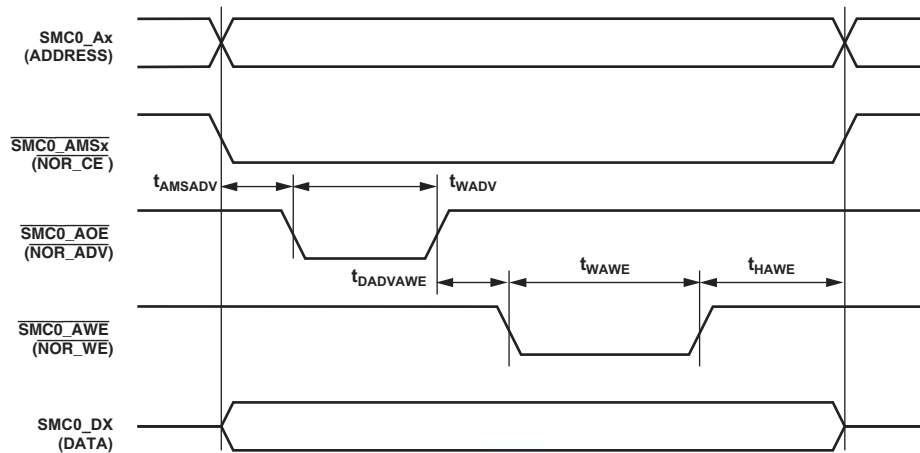 SMC0_Ax
(ADDRESS)
SMC0_AMSx
(NOR_CE )
tAMSADV
tWADV
SMC0_AOE
(NOR_ADV)
tDADVAWE
tWAWE
tHAWE
SMC0_AWE
(NOR_WE)
SMC0_DX
(DATA)